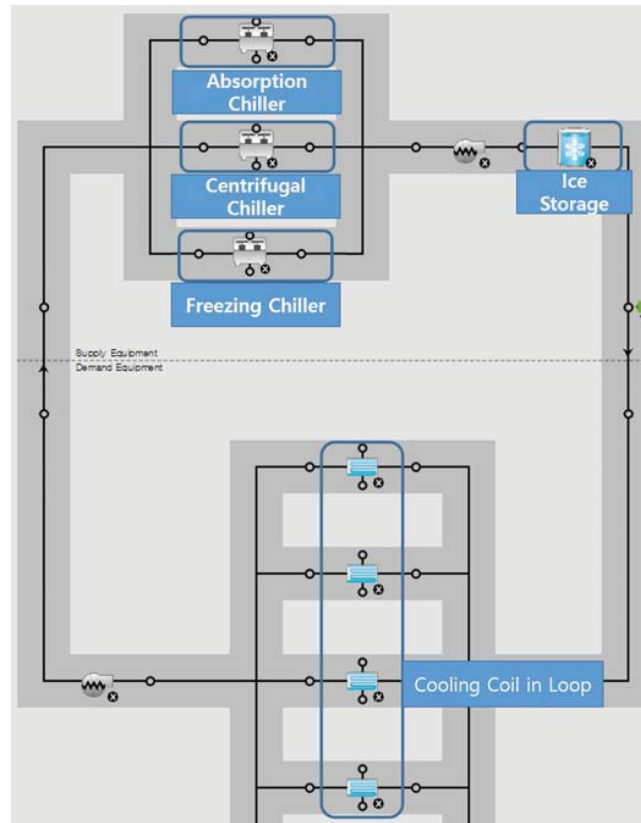 Absorption
Chiller
Centrifugal
Chiller
Ice
Storage
Freezing Chiller
Supply Equipment
Demand Equipment
Cooling Coil in Loop